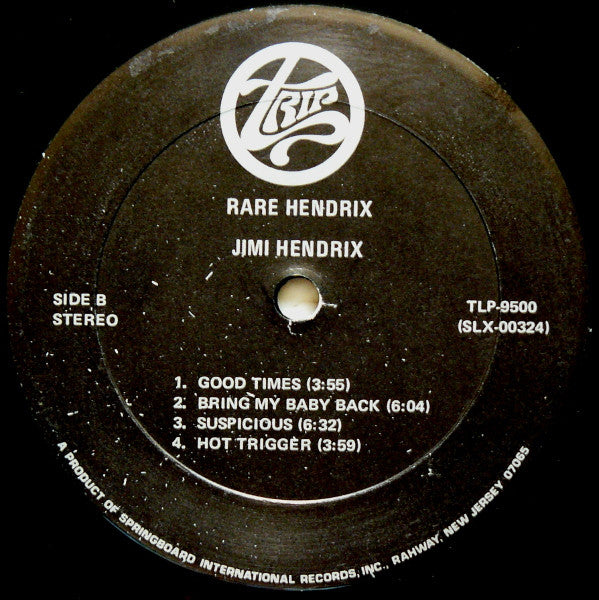 TRIP
RARE HENDRIX
JIMI HENDRIX
SIDE B
STEREO
TLP-9500
(SLX-00324)
1. GOOD TIMES (3:55)
2. BRING MY BABY BACK (6:04)
3. SUSPICIOUS (6:32)
4. HOT TRIGGER (3:59)
A PRODUCT OF SPRINGBOARD INTERNATIONAL RECORDS, INC., RAHWAY, NEW JERSEY 07065